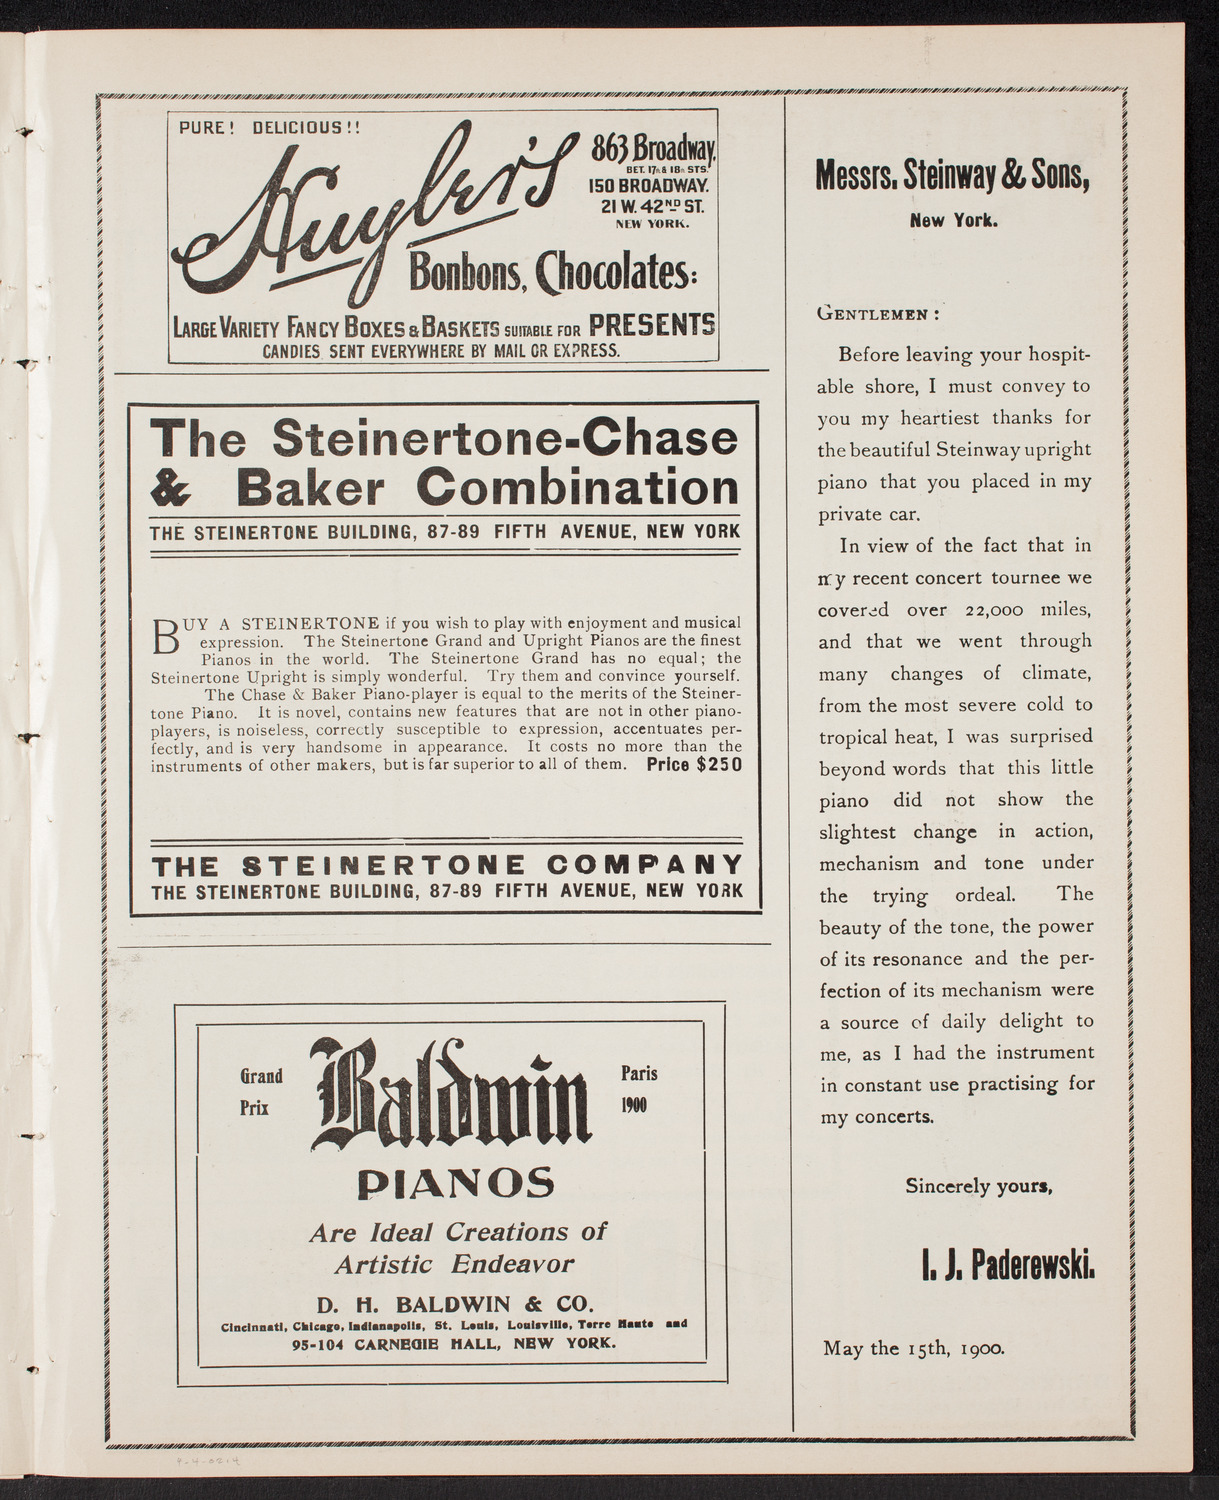 PURE! DELICIOUS!!
Huyler's
863 Broadway,
BET. 17th & 18th STS.
150 BROADWAY.
21 W. 42ND ST.
NEW YORK.
Bonbons, Chocolates:
LARGE VARIETY FANCY BOXES & BASKETS SUITABLE FOR PRESENTS
CANDIES SENT EVERYWHERE BY MAIL OR EXPRESS.
The Steinertone-Chase
& Baker Combination
THE STEINERTONE BUILDING, 87-89 FIFTH AVENUE, NEW YORK
BUY A STEINERTONE if you wish to play with enjoyment and musical
expression. The Steinertone Grand and Upright Pianos are the finest
Pianos in the world. The Steinertone Grand has no equal; the
Steinertone Upright is simply wonderful. Try them and convince yourself.
The Chase & Baker Piano-player is equal to the merits of the Steiner-
tone Piano. It is novel, contains new features that are not in other piano-
players, is noiseless, correctly susceptible to expression, accentuates per-
fectly, and is very handsome in appearance. It costs no more than the
instruments of other makers, but is far superior to all of them. Price $250
THE STEINERTONE COMPANY
THE STEINERTONE BUILDING, 87-89 FIFTH AVENUE, NEW YORK
Grand
Prix
Baldwin
Paris
1900
PIANOS
Are Ideal Creations of
Artistic Endeavor
D. H. BALDWIN & CO.
Cincinnati, Chicago, Indianapolis, St. Louis, Louisville, Terre Haute and
95-104 CARNEGIE HALL, NEW YORK.
Messrs. Steinway & Sons,
New York.
GENTLEMEN:
Before leaving your hospit-
able shore, I must convey to
you my heartiest thanks for
the beautiful Steinway upright
piano that you placed in my
private car.
In view of the fact that in
my recent concert tournee we
covered over 22,000 miles,
and that we went through
many changes of climate,
from the most severe cold to
tropical heat, I was surprised
beyond words that this little
piano did not show the
slightest change in action,
mechanism and tone under
the trying ordeal. The
beauty of the tone, the power
of its resonance and the per-
fection of its mechanism were
a source of daily delight to
me, as I had the instrument
in constant use practising for
my concerts.
Sincerely yours,
I. J. Paderewski.
May the 15th, 1900.